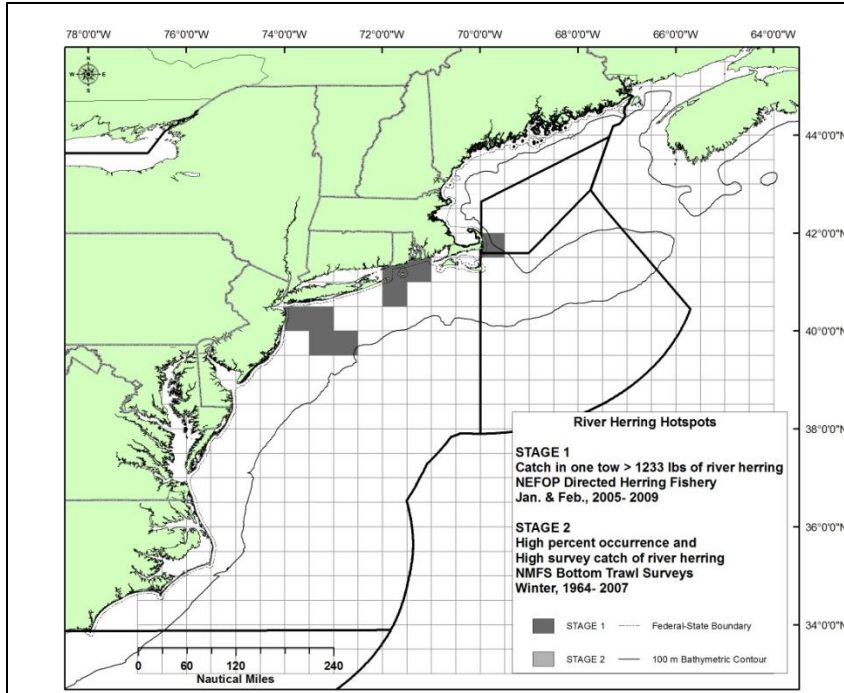 78°0'0"W 76°0'0"W 74°0'0"W 72°0'0"W 70°0'0"W 68°0'0"W 66°0'0"W
N
W E
S
44°0'0"N
42°0'0"N
40°0'0"N
38°0'0"N
36°0'0"N
34°0'0"N
River Herring Hotspots
STAGE 1
Catch in one tow > 1233 lbs of river herring
NEFOP Directed Herring Fishery
Jan. & Feb., 2005- 2009
STAGE 2
High percent occurrence and
High survey catch of river herring
NMFS Bottom Trawl Surveys
Winter, 1964- 2007
STAGE 1 Federal-State Boundary
STAGE 2 100 m Bathymetric Contour
0 60 120 240
Nautical Miles